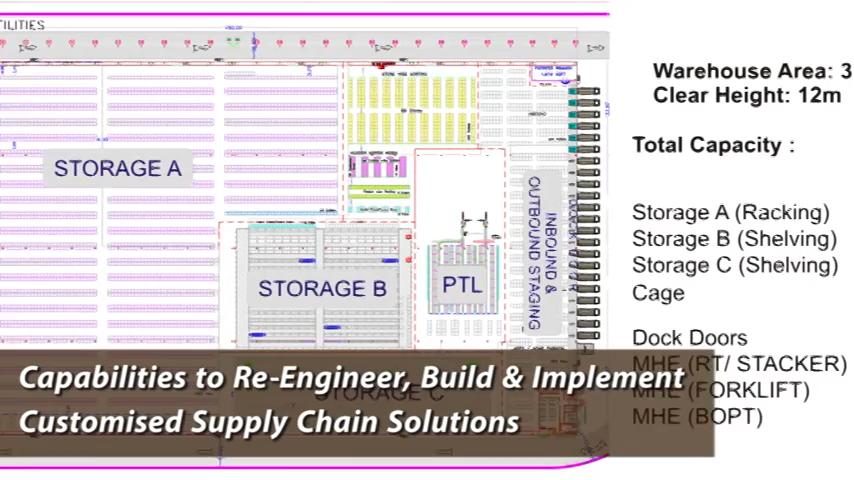 TILITIES
STORAGE A
STORAGE B
PTL
INBOUND &
OUTBOUND STAGING
STORAGE C
Warehouse Area: 3
Clear Height: 12m
Total Capacity :
Storage A (Racking)
Storage B (Shelving)
Storage C (Shelving)
Cage
Dock Doors
MHE (RT/ STACKER)
MHE (FORKLIFT)
MHE (BOPT)
Capabilities to Re-Engineer, Build & Implement
Customised Supply Chain Solutions